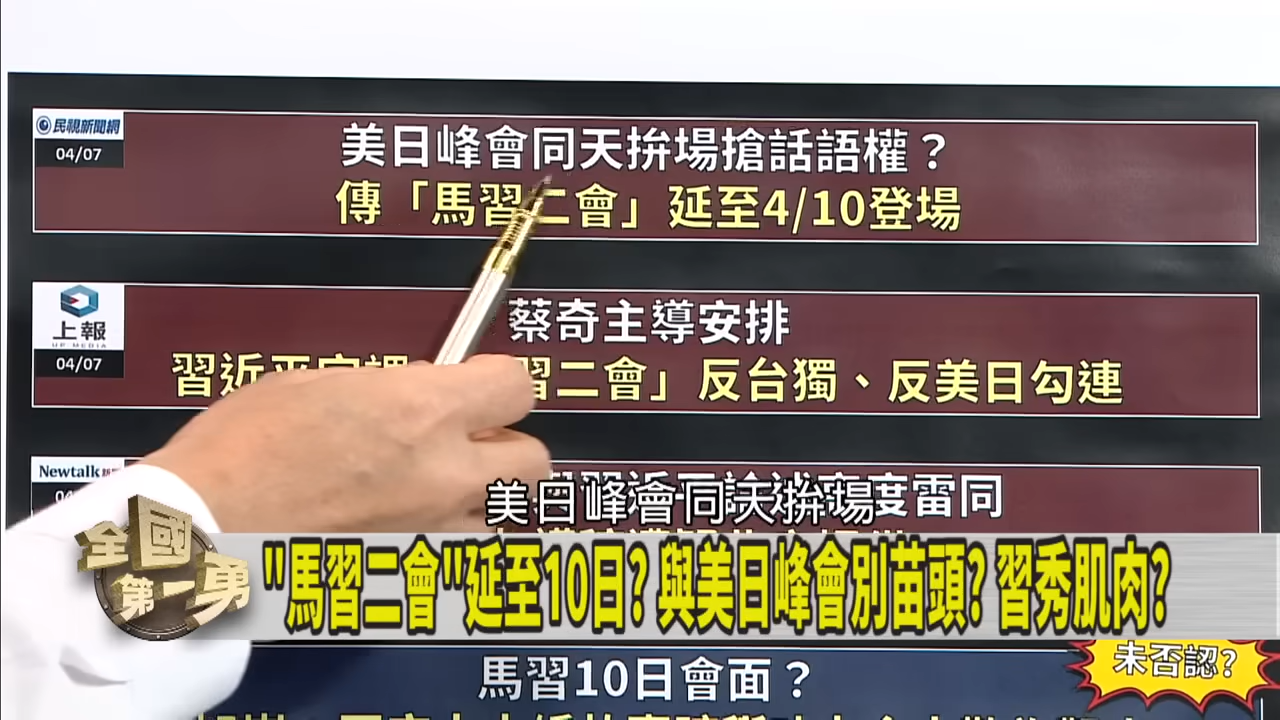 民視新聞網
04/07
美日峰會同天拚場搶話語權？
傳「馬習二會」延至4/10登場
上報
UP MEDIA
04/07
蔡奇主導安排
習近平定調 習二會」反台獨、反美日勾連
Newtalk
度雷同
美日峰會同天拚場
全國第一勇
"馬習二會"延至10日?與美日峰會別苗頭?習秀肌肉?
馬習10日會面？
未否認?